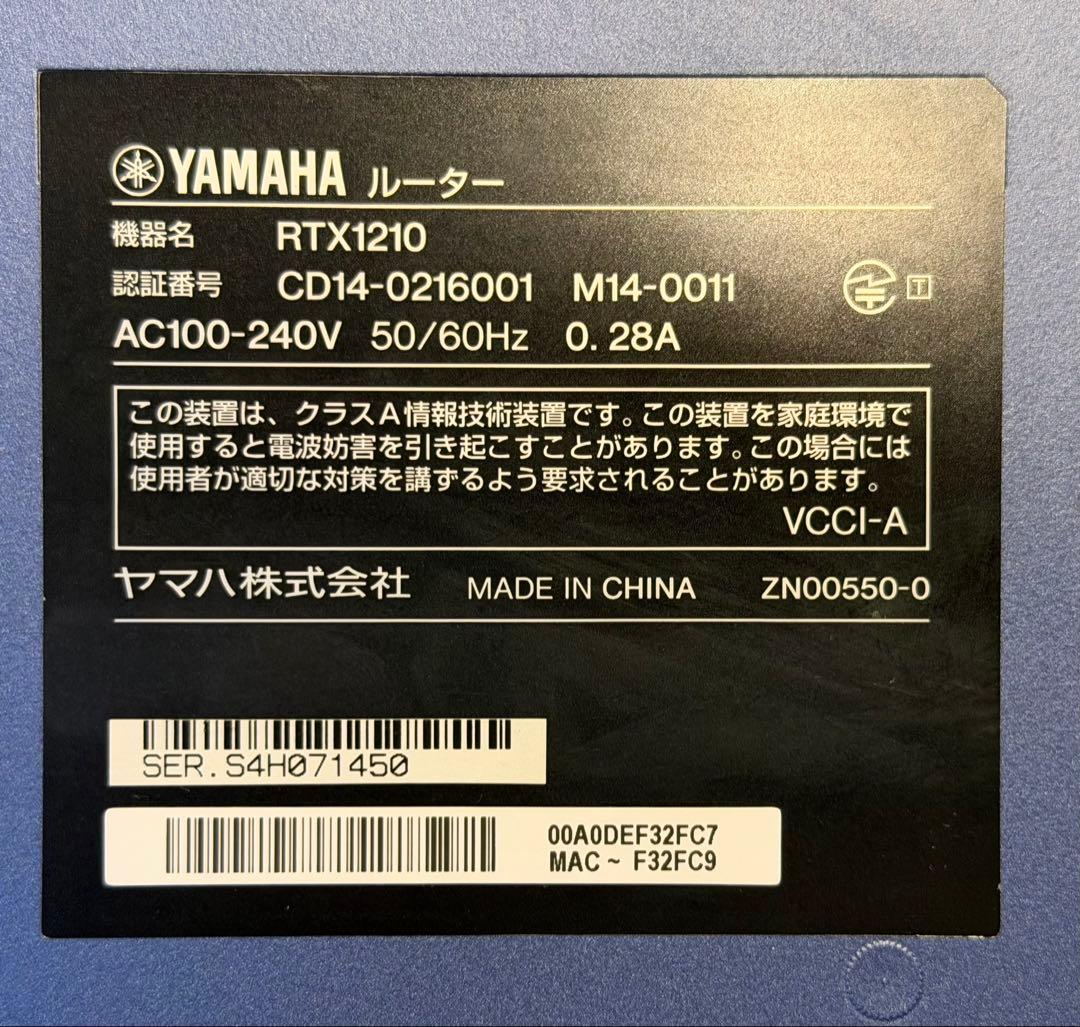 YAMAHA ルーター
機器名 RTX1210
認証番号 CD14-0216001 M14-0011 T
AC100-240V 50/60Hz 0.28A
この装置は、クラスA情報技術装置です。この装置を家庭環境で
使用すると電波妨害を引き起こすことがあります。この場合には
使用者が適切な対策を講ずるよう要求されることがあります。
VCCI-A
ヤマハ株式会社 MADE IN CHINA ZN00550-0
SER.S4H071450
00A0DEF32FC7
MAC ~ F32FC9